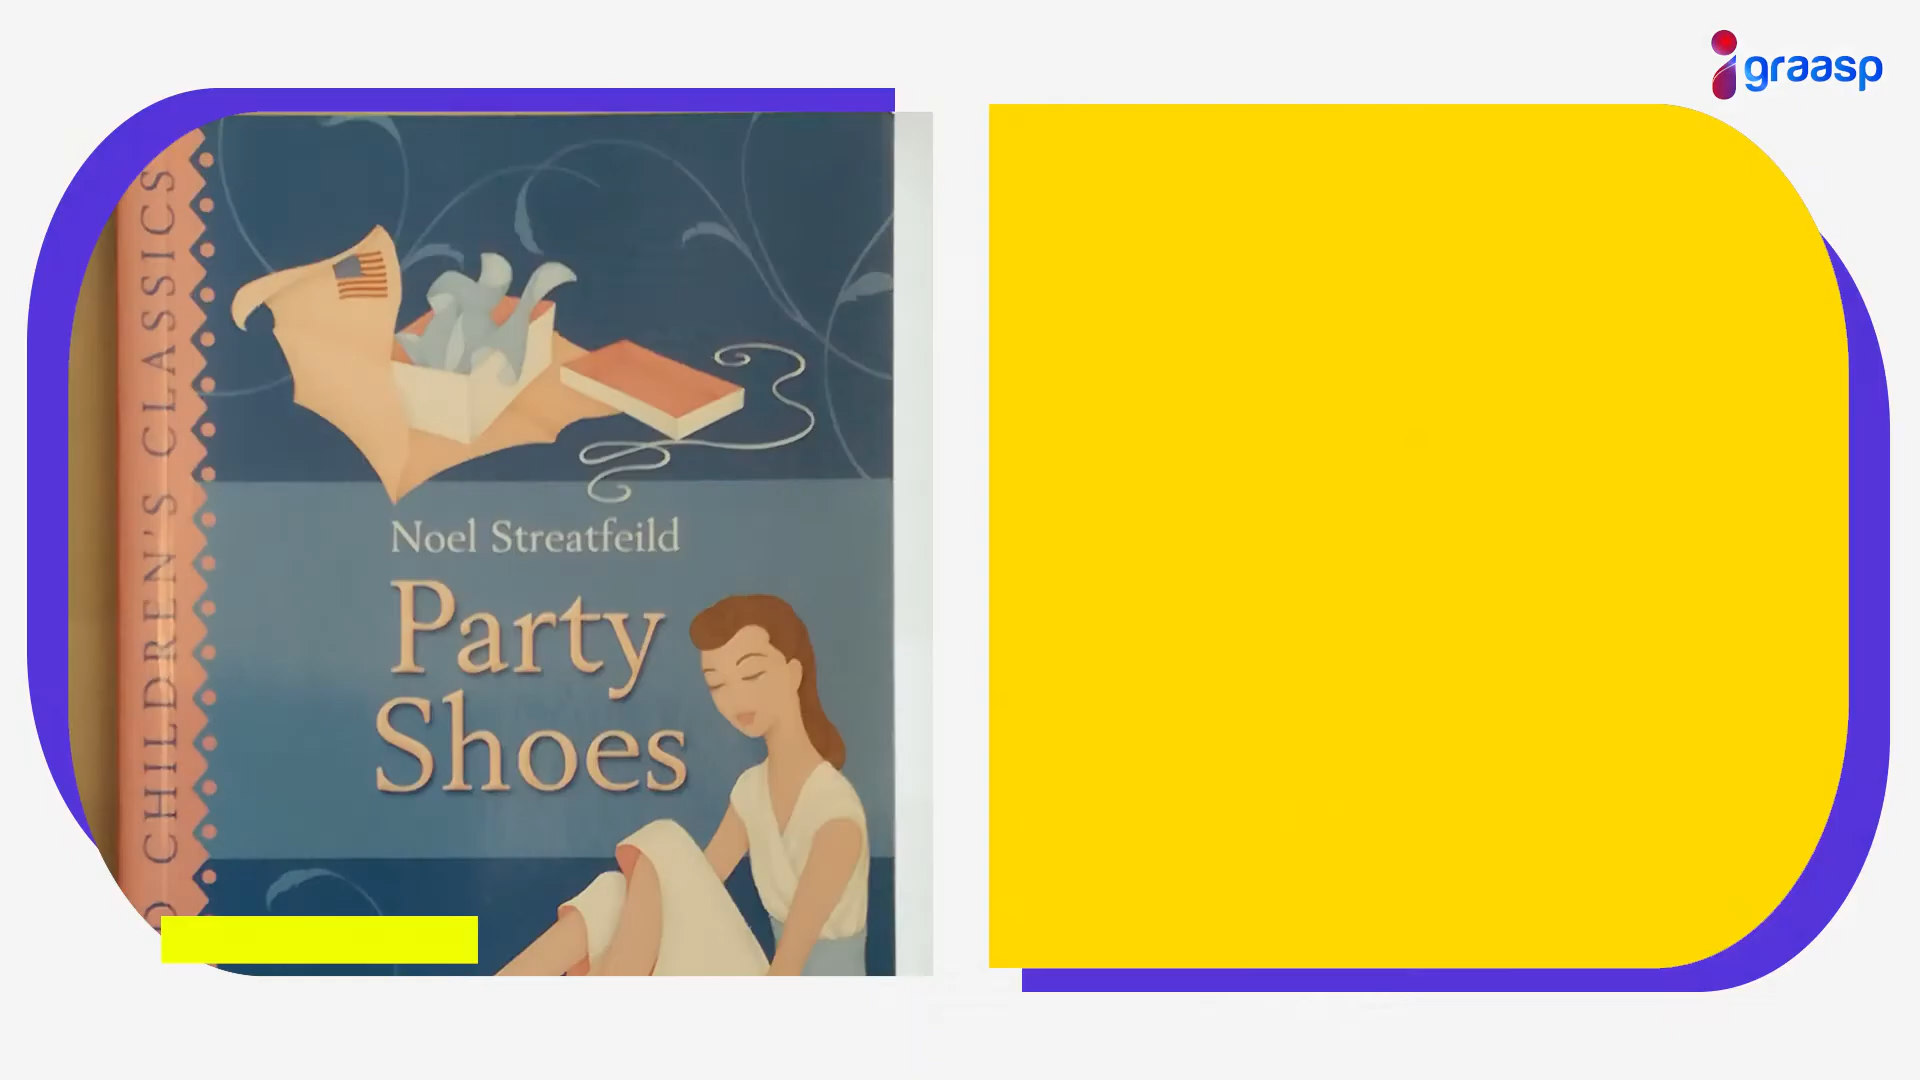 graasp
CHILDREN'S CLASSICS
Noel Streatfeild
Party
Shoes